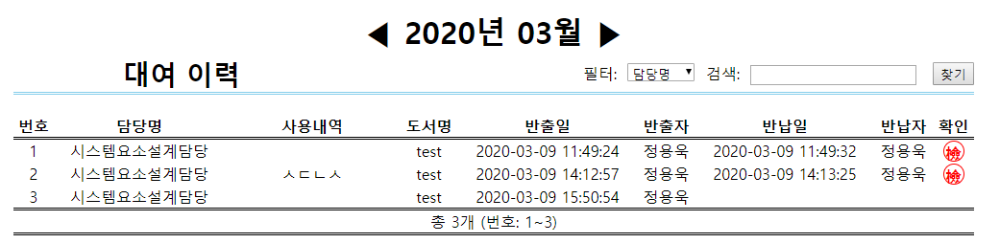 ◀ 2020년 03월 ▶
대여 이력 필터: 담당명 ▼ 검색: 찾기
번호 담당명 사용내역 도서명 반출일 반출자 반납일 반납자 확인
1 시스템요소설계담당 test 2020-03-09 11:49:24 정용욱 2020-03-09 11:49:32 정용욱 檢
2 시스템요소설계담당 ㅅㄷㄴㅅ test 2020-03-09 14:12:57 정용욱 2020-03-09 14:13:25 정용욱 檢
3 시스템요소설계담당 test 2020-03-09 15:50:54 정용욱
총 3개 (번호: 1~3)